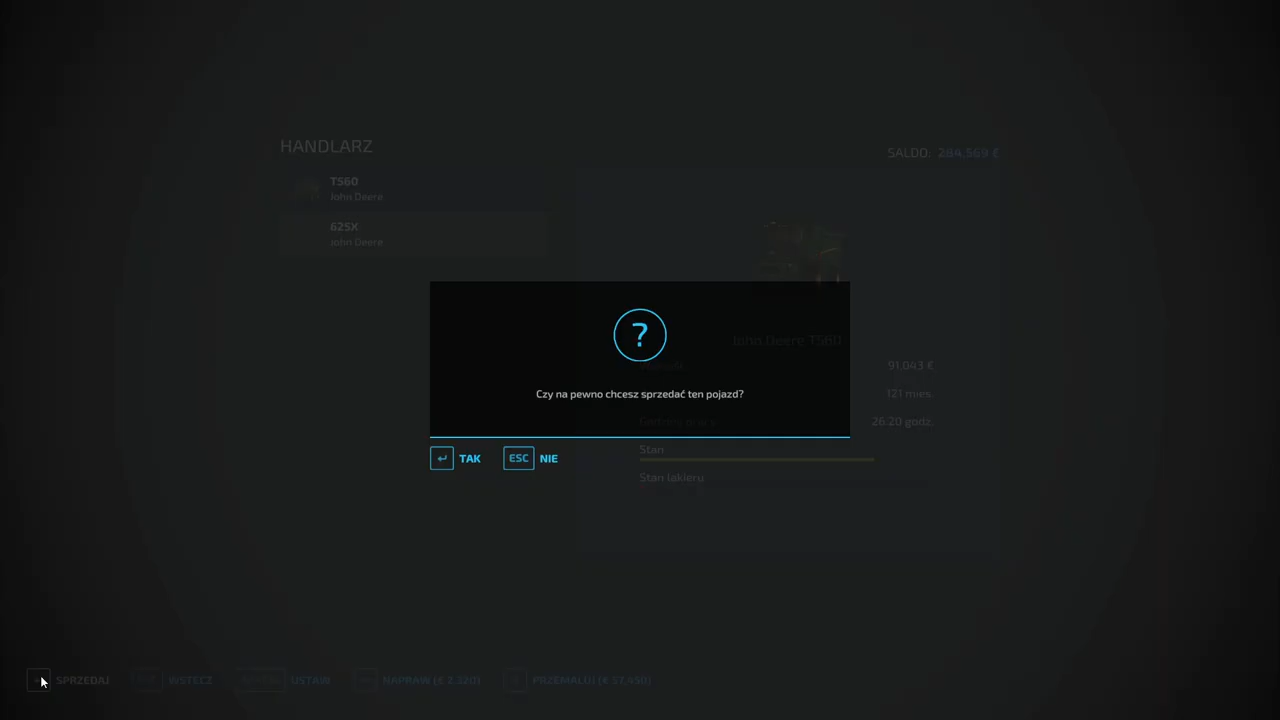 HANDLARZ
SALDO: 284,569 €
T560
John Deere
625X
John Deere
?
John Deere T560
91,043 €
Czy na pewno chcesz sprzedać ten pojazd?
121 mies.
26:20 godz.
Stan
↵ TAK ESC NIE
Stan lakieru
SPRZEDAJ WSTECZ USTAW NAPRAW (€ 2,320) PRZEMALUJ (€ 57,450)